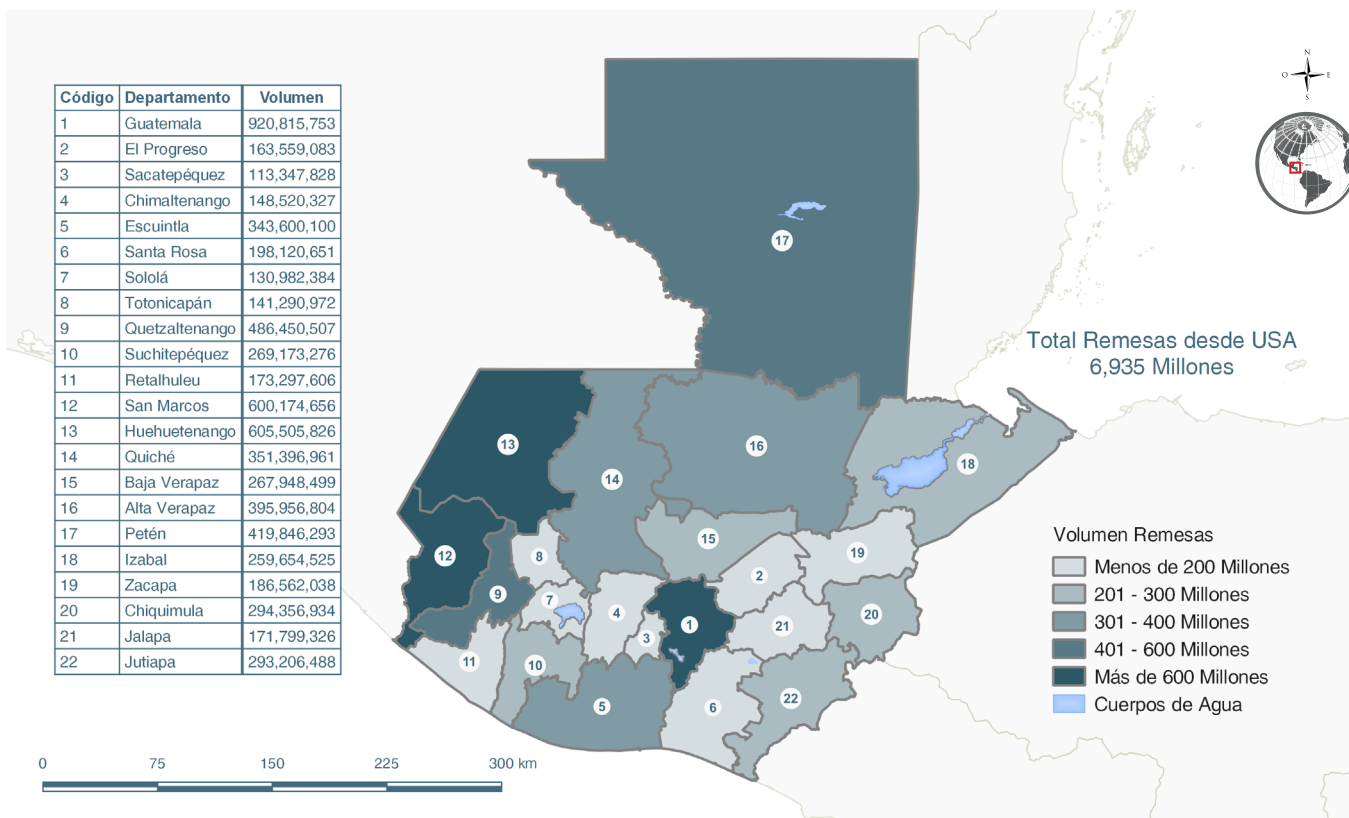 Código Departamento Volumen
1 Guatemala 920,815,753
2 El Progreso 163,559,083
3 Sacatepéquez 113,347,828
4 Chimaltenango 148,520,327
5 Escuintla 343,600,100
6 Santa Rosa 198,120,651
7 Sololá 130,982,384
8 Totonicapán 141,290,972
9 Quetzaltenango 486,450,507
10 Suchitepéquez 269,173,276
11 Retalhuleu 173,297,606
12 San Marcos 600,174,656
13 Huehuetenango 605,505,826
14 Quiché 351,396,961
15 Baja Verapaz 267,948,499
16 Alta Verapaz 395,956,804
17 Petén 419,846,293
18 Izabal 259,654,525
19 Zacapa 186,562,038
20 Chiquimula 294,356,934
21 Jalapa 171,799,326
22 Jutiapa 293,206,488
N
O E
S
17
Total Remesas desde USA
6,935 Millones
13
16
14
18
15
19
12
8
2
9
7
4
20
1
21
3
11
10
22
5
6
Volumen Remesas
Menos de 200 Millones
201 - 300 Millones
301 - 400 Millones
401 - 600 Millones
Más de 600 Millones
Cuerpos de Agua
0 75 150 225 300 km